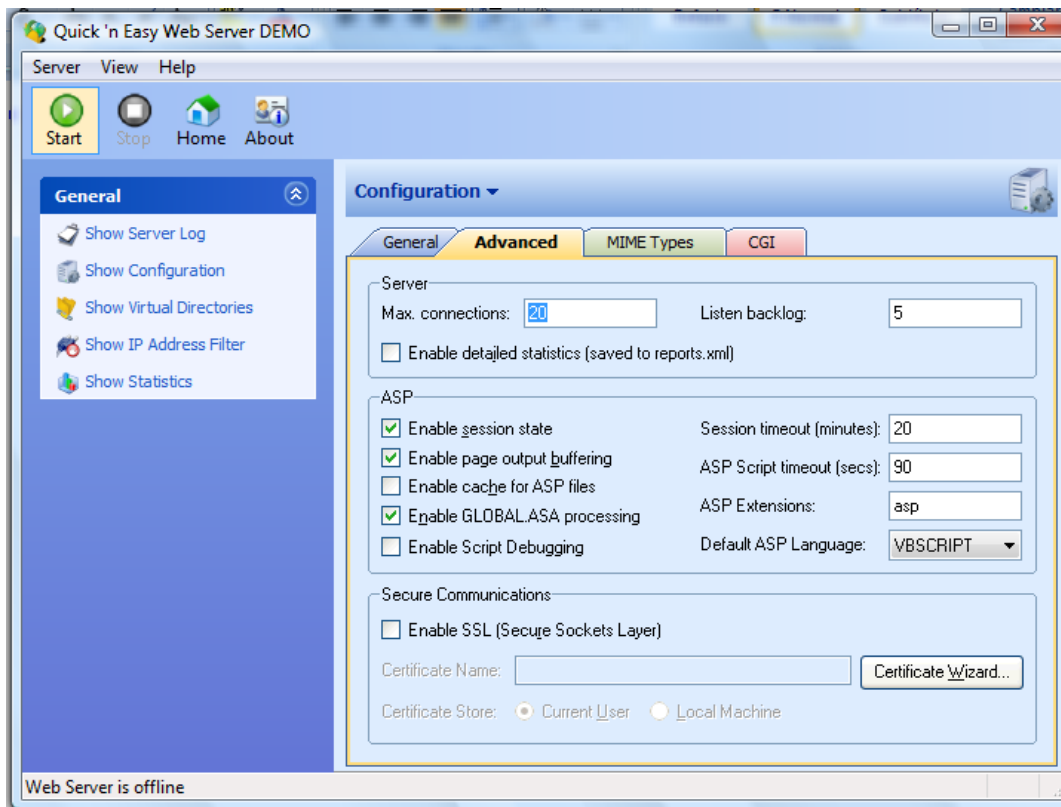 Quick 'n Easy Web Server DEMO
Server View Help
Start Stop Home About
General
Show Server Log
Show Configuration
Show Virtual Directories
Show IP Address Filter
Show Statistics
Configuration
General Advanced MIME Types CGI
Server
Max. connections: 20 Listen backlog: 5
Enable detailed statistics (saved to reports.xml)
ASP
Enable session state Session timeout (minutes): 20
Enable page output buffering ASP Script timeout (secs): 90
Enable cache for ASP files
Enable GLOBAL.ASA processing ASP Extensions: asp
Enable Script Debugging Default ASP Language: VBSCRIPT
Secure Communications
Enable SSL (Secure Sockets Layer)
Certificate Name: Certificate Wizard...
Certificate Store: Current User Local Machine
Web Server is offline